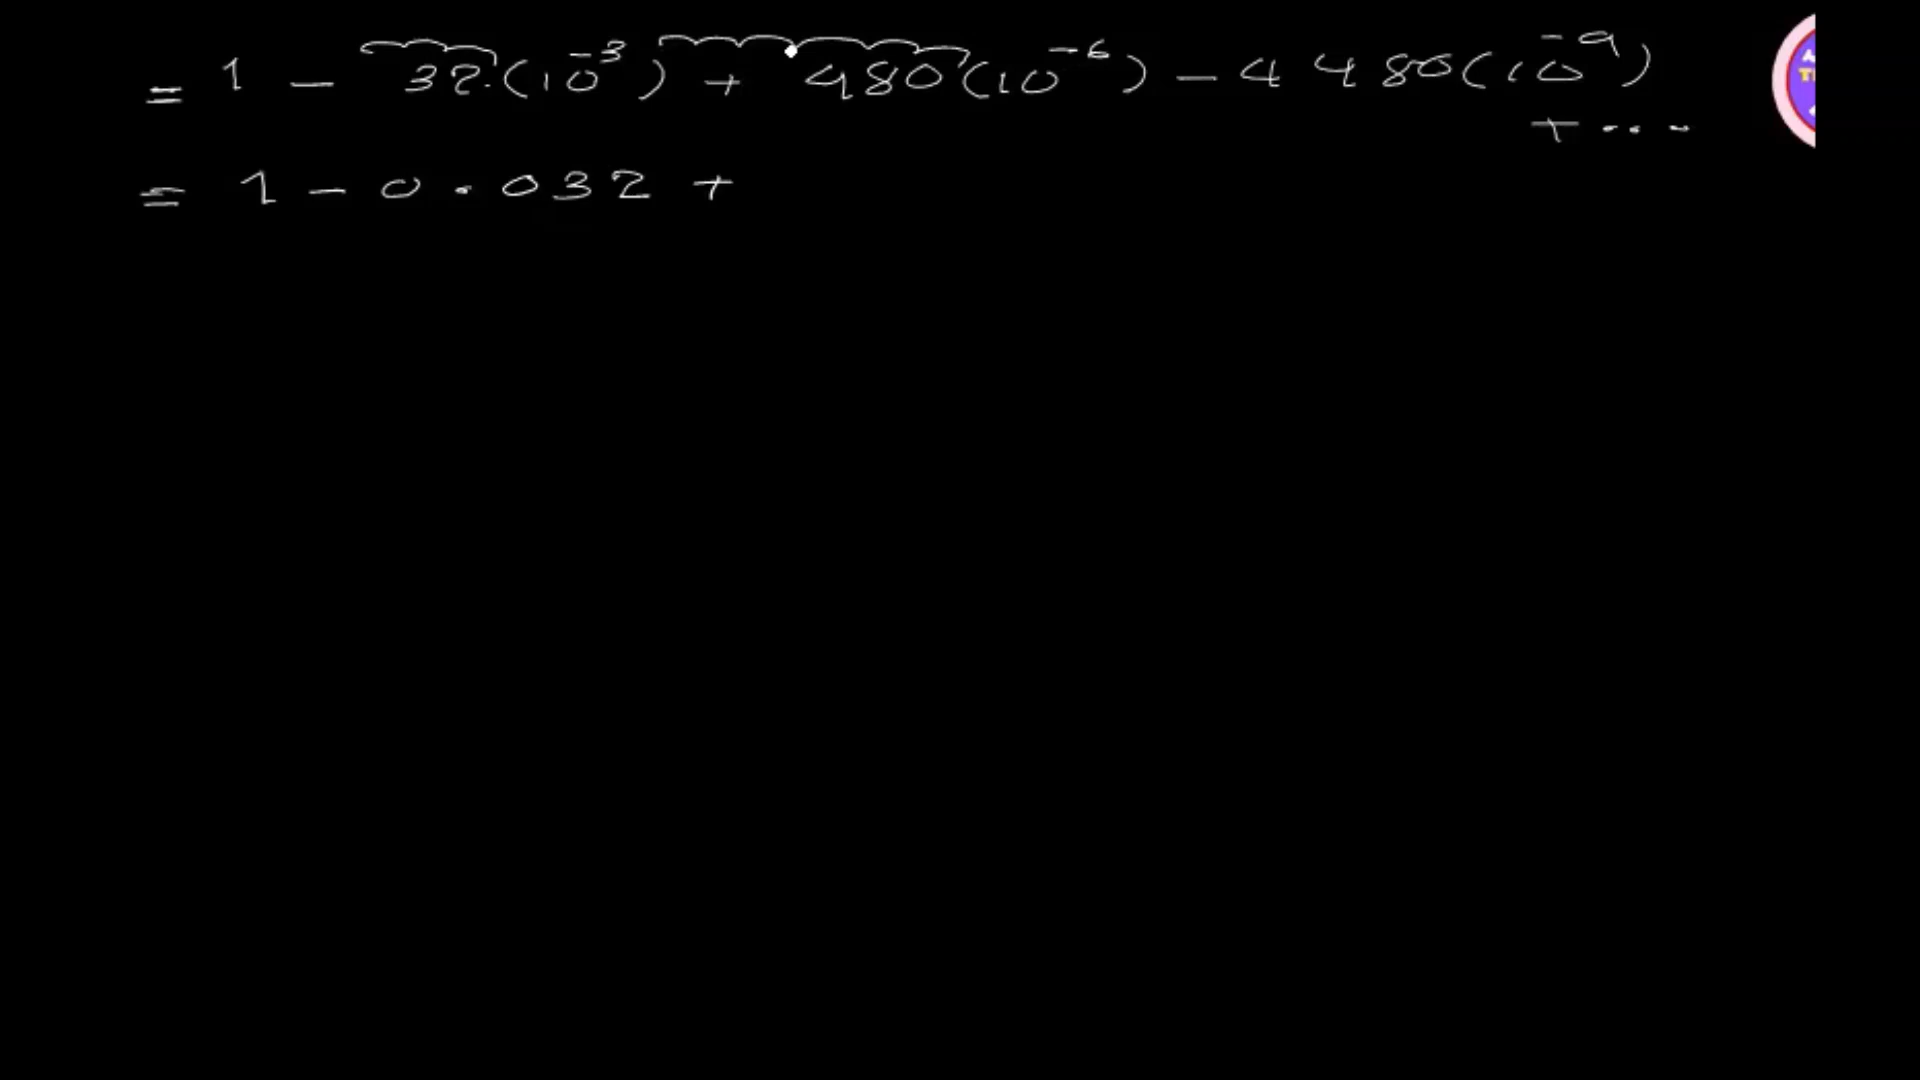 = 1 - 32.(10⁻³) + 480(10⁻⁶) - 4480(10⁻⁹)
+ ...
= 1 - 0.032 +